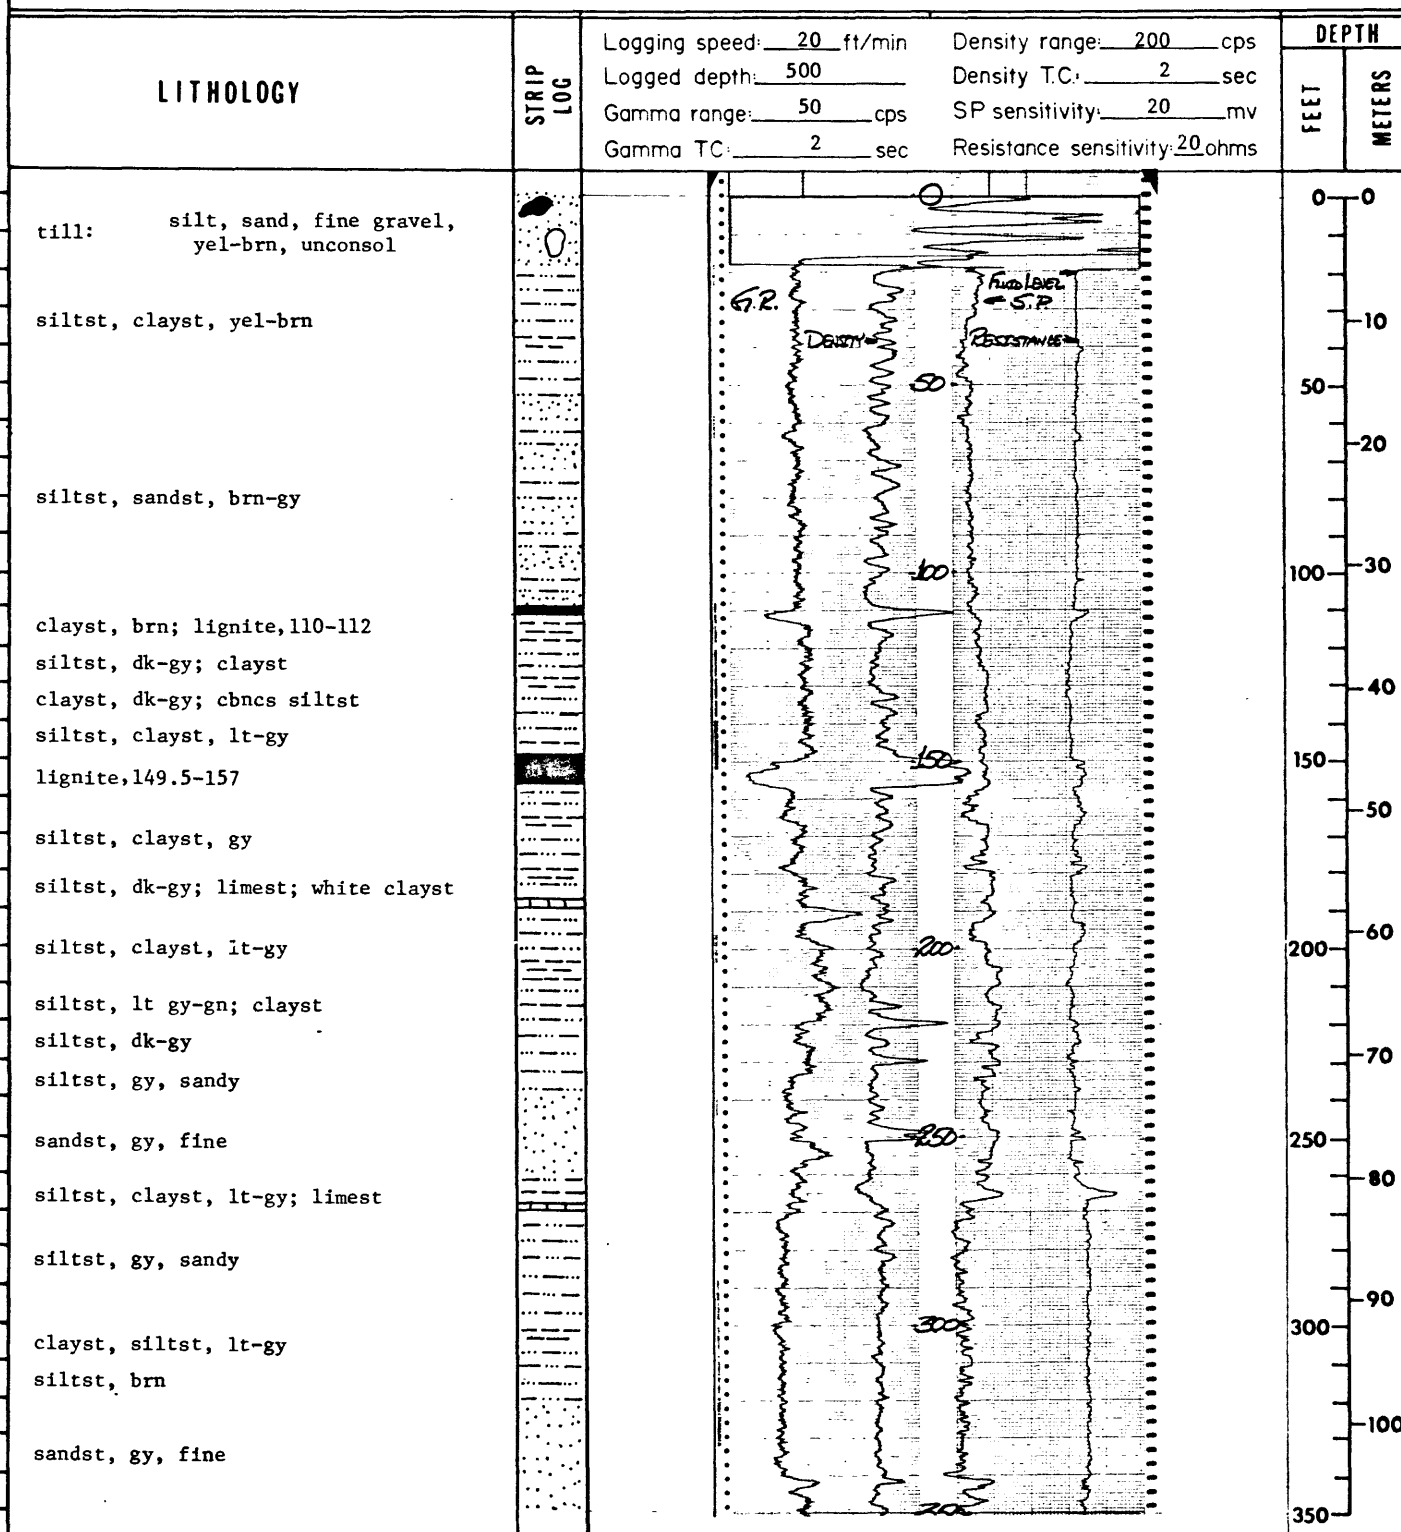 LITHOLOGY
STRIP LOG
Logging speed: 20 ft/min
Logged depth: 500
Gamma range: 50 cps
Gamma TC: 2 sec
Density range: 200 cps
Density T.C.: 2 sec
SP sensitivity: 20 mv
Resistance sensitivity: 20 ohms
DEPTH
FEET
METERS
till: silt, sand, fine gravel,
yel-brn, unconsol
siltst, clayst, yel-brn
siltst, sandst, brn-gy
clayst, brn; lignite,110-112
siltst, dk-gy; clayst
clayst, dk-gy; cbncs siltst
siltst, clayst, lt-gy
lignite,149.5-157
siltst, clayst, gy
siltst, dk-gy; limest; white clayst
siltst, clayst, lt-gy
siltst, lt gy-gn; clayst
siltst, dk-gy
siltst, gy, sandy
sandst, gy, fine
siltst, clayst, lt-gy; limest
siltst, gy, sandy
clayst, siltst, lt-gy
siltst, brn
sandst, gy, fine
0
G.R.
DENSITY
FLUID LEVEL
S.P.
RESISTANCE
50
100
150
200
250
300
350
0
50
100
150
200
250
300
350
0
10
20
30
40
50
60
70
80
90
100